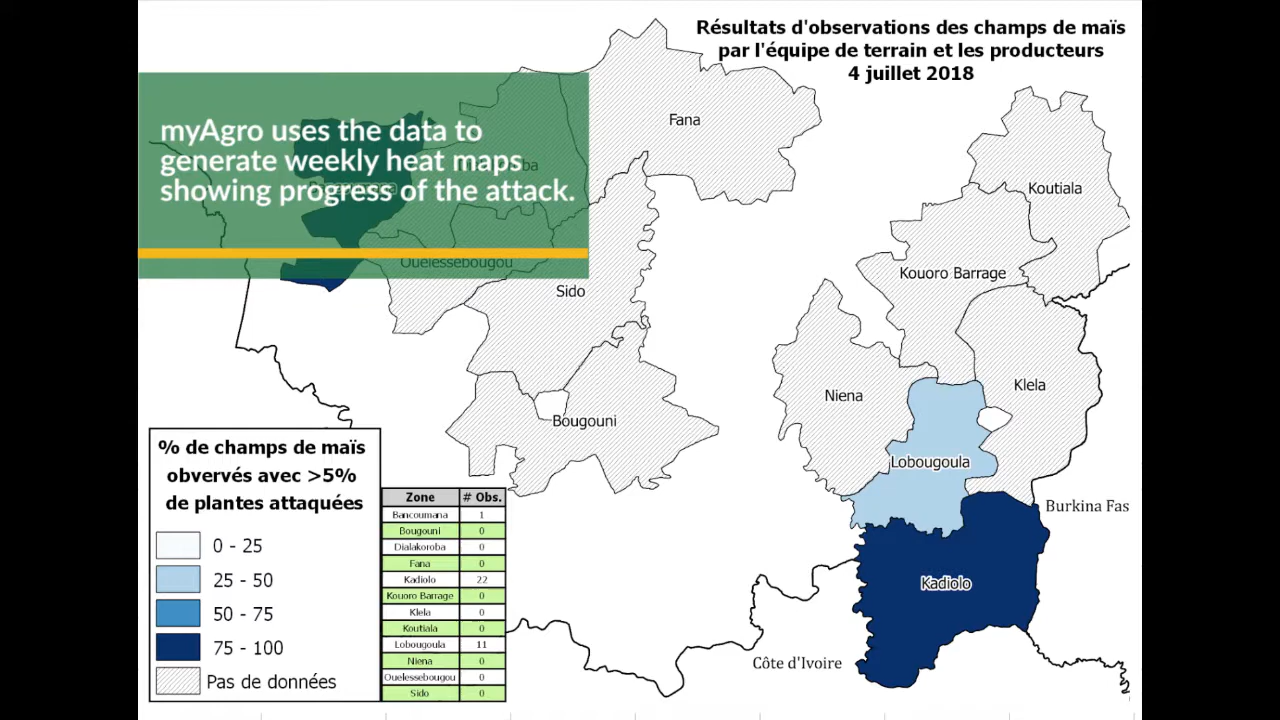 Résultats d'observations des champs de maïs
par l'équipe de terrain et les producteurs
4 juillet 2018
myAgro uses the data to
generate weekly heat maps
showing progress of the attack.
Fana
Koutiala
Ouelessebougou
Kouoro Barrage
Sido
Klela
Niena
Bougouni
Lobougoula
Burkina Fas
Kadiolo
Côte d'Ivoire
% de champs de maïs
obvervés avec >5%
de plantes attaquées
0 - 25
25 - 50
50 - 75
75 - 100
Pas de données
Zone # Obs.
Bancoumana 1
Bougouni 0
Dialakoroba 0
Fana 0
Kadiolo 22
Kouoro Barrage 0
Klela 0
Koutiala 0
Lobougoula 11
Niena 0
Ouelessebougou 0
Sido 0